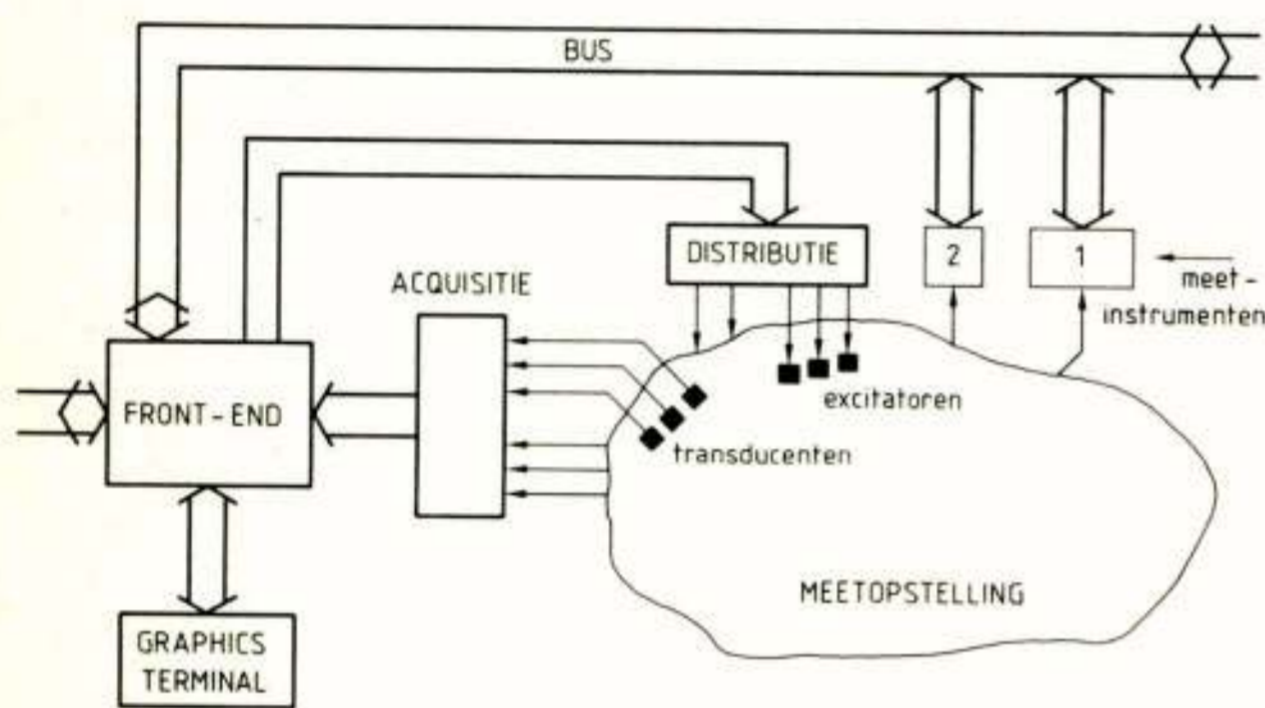 BUS
DISTRIBUTIE
2
1
meet-
instrumenten
ACQUISITIE
FRONT-END
excitatoren
transducenten
MEETOPSTELLING
GRAPHICS
TERMINAL